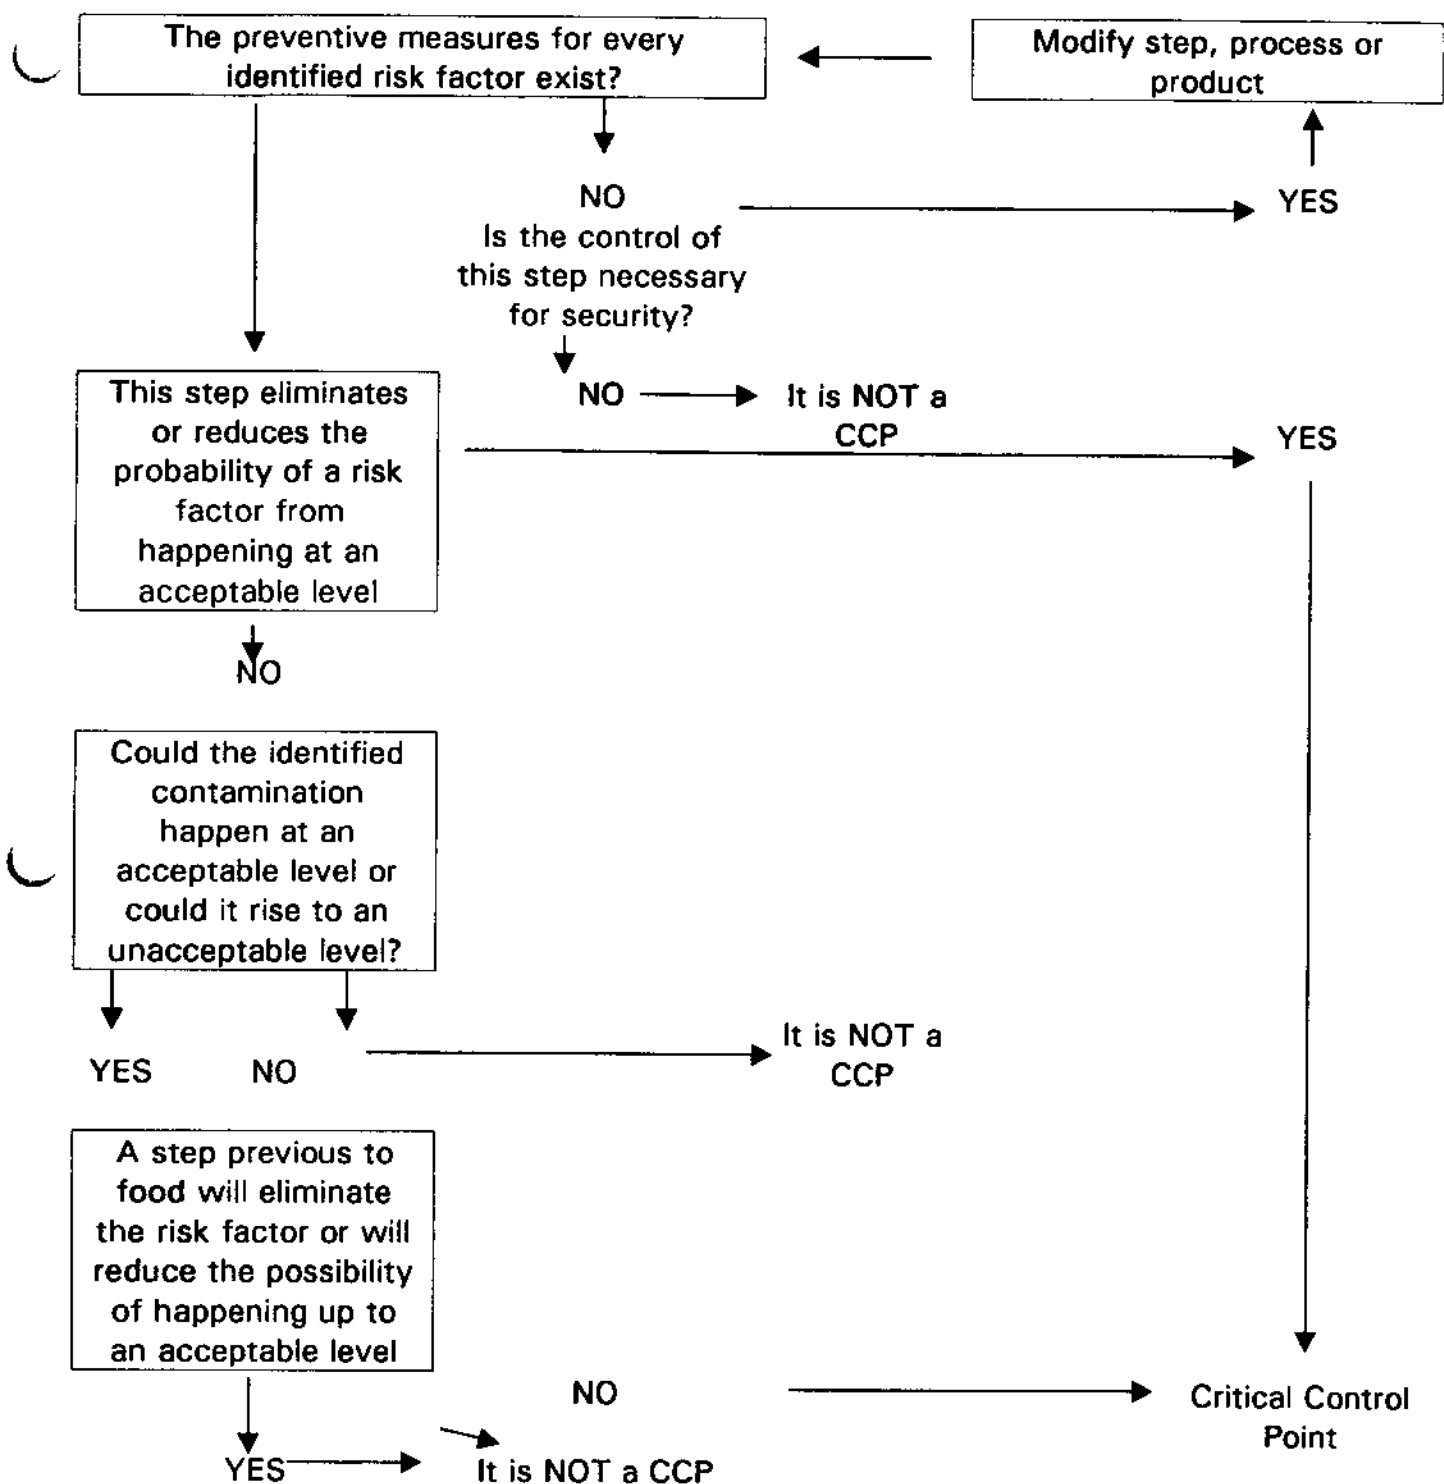 The preventive measures for every
identified risk factor exist?
Modify step, process or
product
NO
YES
Is the control of
this step necessary
for security?
NO
It is NOT a
CCP
YES
This step eliminates
or reduces the
probability of a risk
factor from
happening at an
acceptable level
NO
Could the identified
contamination
happen at an
acceptable level or
could it rise to an
unacceptable level?
YES
NO
It is NOT a
CCP
A step previous to
food will eliminate
the risk factor or will
reduce the possibility
of happening up to
an acceptable level
NO
Critical Control
Point
YES
It is NOT a CCP